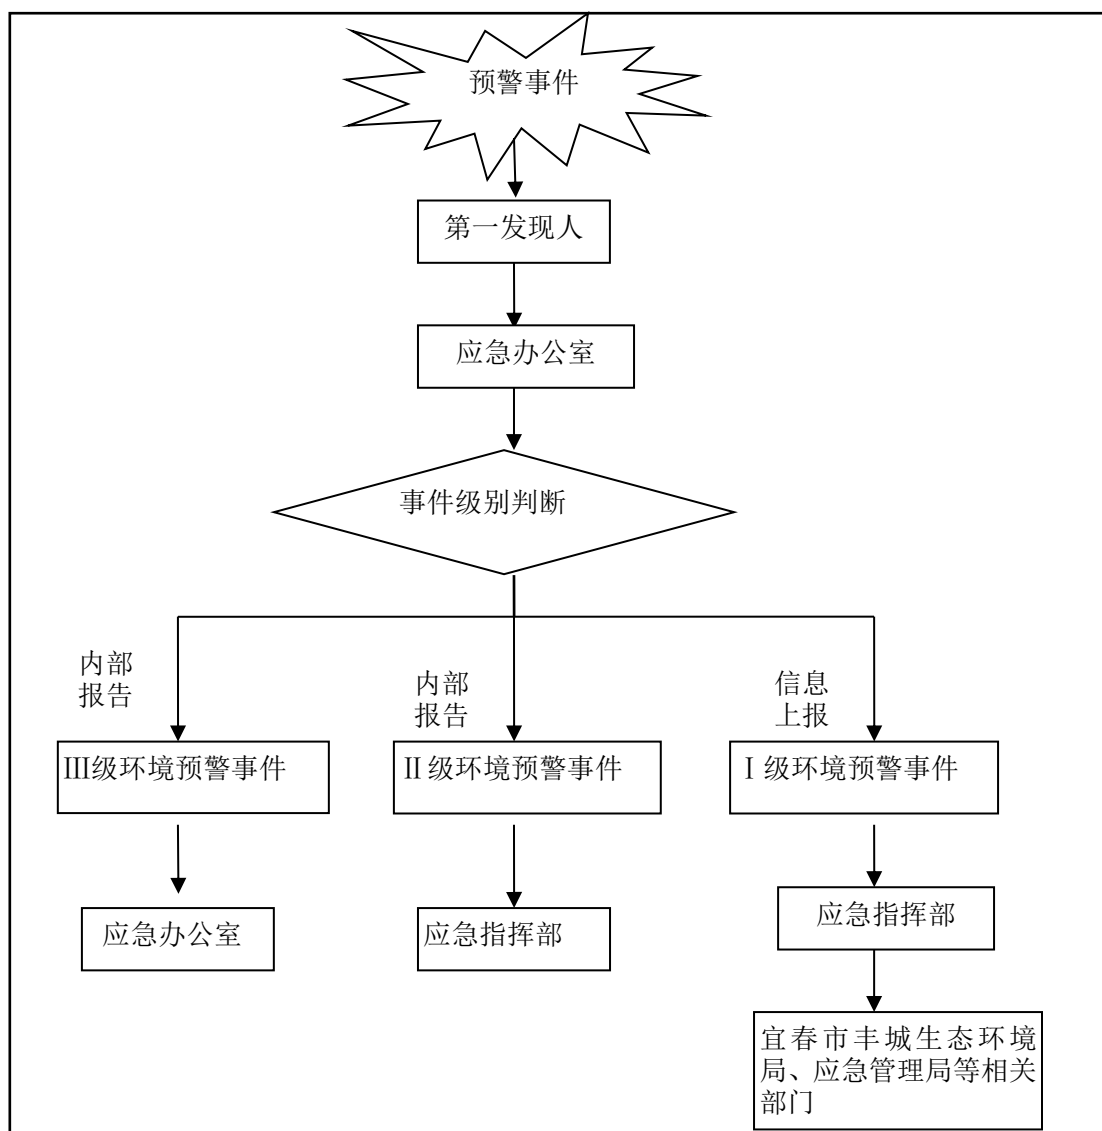 预警事件
第一发现人
应急办公室
事件级别判断
内部
报告
内部
报告
信息
上报
Ⅲ级环境预警事件
Ⅱ级环境预警事件
Ⅰ级环境预警事件
应急办公室
应急指挥部
应急指挥部
宜春市丰城生态环境
局、应急管理局等相关
部门